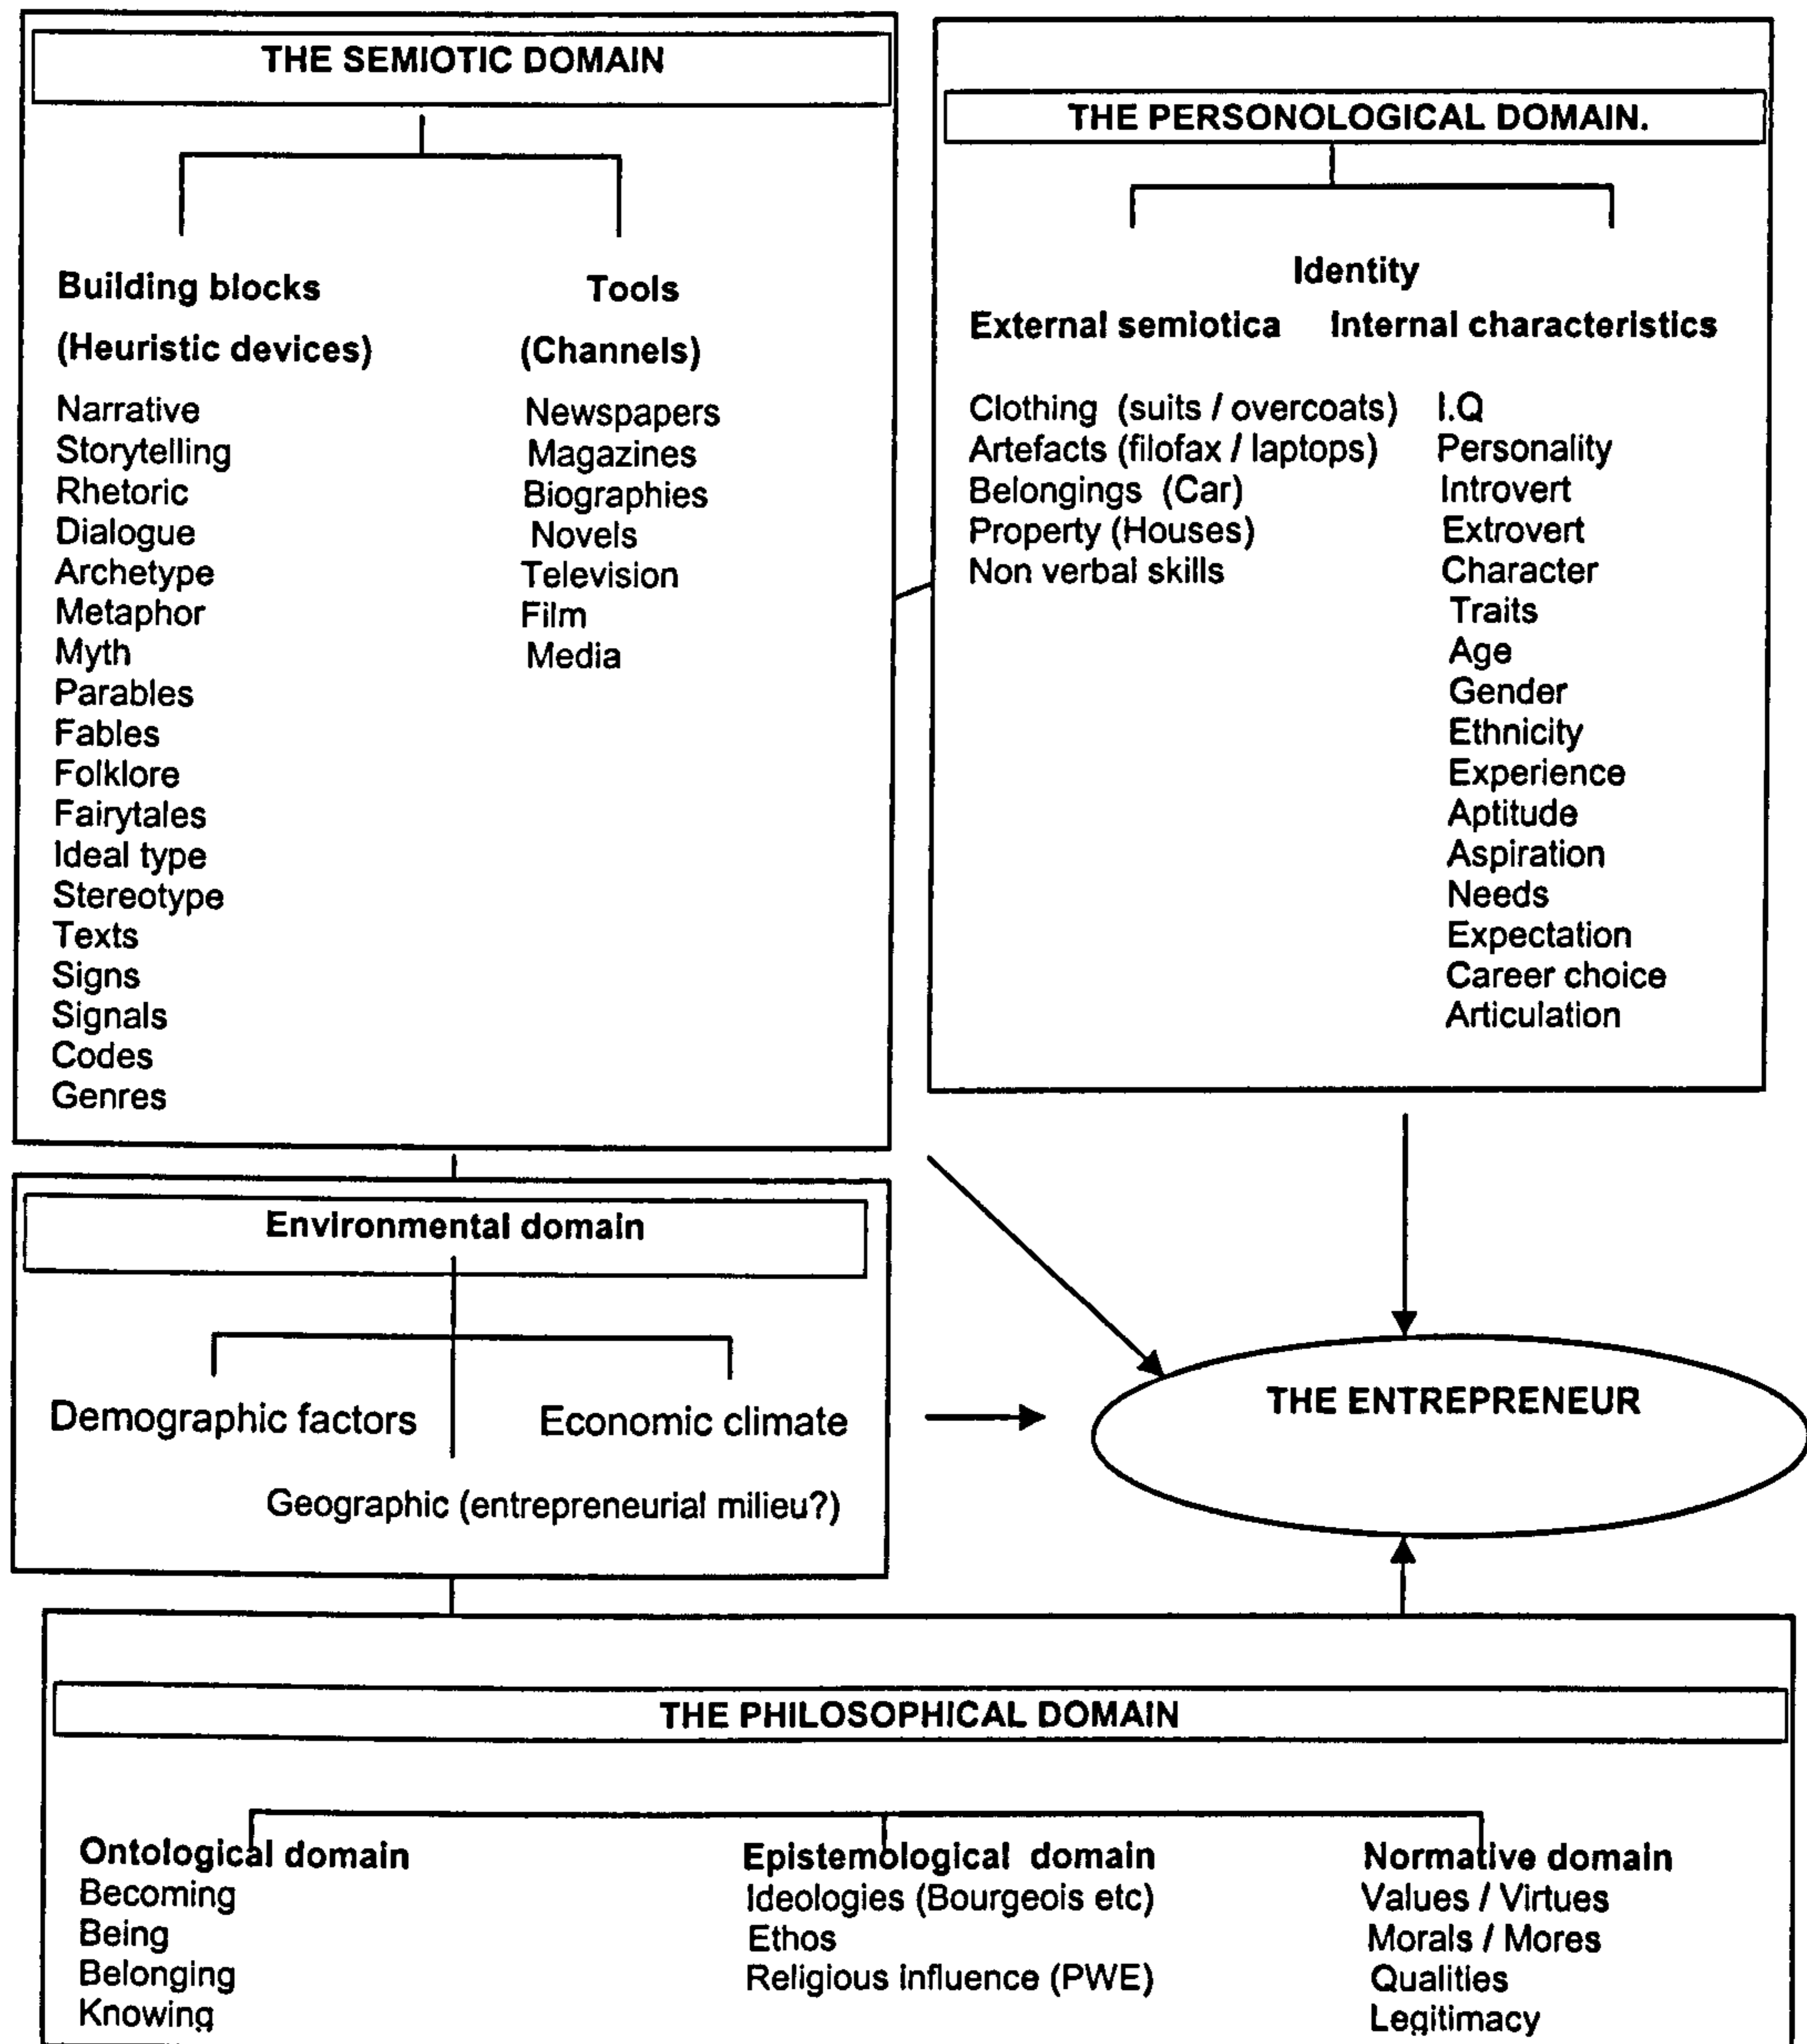 THE SEMIOTIC DOMAIN
Building blocks
(Heuristic devices)
Narrative
Storytelling
Rhetoric
Dialogue
Archetype
Metaphor
Myth
Parables
Fables
Folklore
Fairytales
Ideal type
Stereotype
Texts
Signs
Signals
Codes
Genres
Tools
(Channels)
Newspapers
Magazines
Biographies
Novels
Television
Film
Media
THE PERSONOLOGICAL DOMAIN.
Identity
External semiotica
Clothing (suits / overcoats)
Artefacts (filofax / laptops)
Belongings (Car)
Property (Houses)
Non verbal skills
Internal characteristics
I.Q
Personality
Introvert
Extrovert
Character
Traits
Age
Gender
Ethnicity
Experience
Aptitude
Aspiration
Needs
Expectation
Career choice
Articulation
Environmental domain
Demographic factors
Economic climate
Geographic (entrepreneurial milieu?)
THE ENTREPRENEUR
THE PHILOSOPHICAL DOMAIN
Ontological domain
Becoming
Being
Belonging
Knowing
Epistemological domain
Ideologies (Bourgeois etc)
Ethos
Religious influence (PWE)
Normative domain
Values / Virtues
Morals / Mores
Qualities
Legitimacy